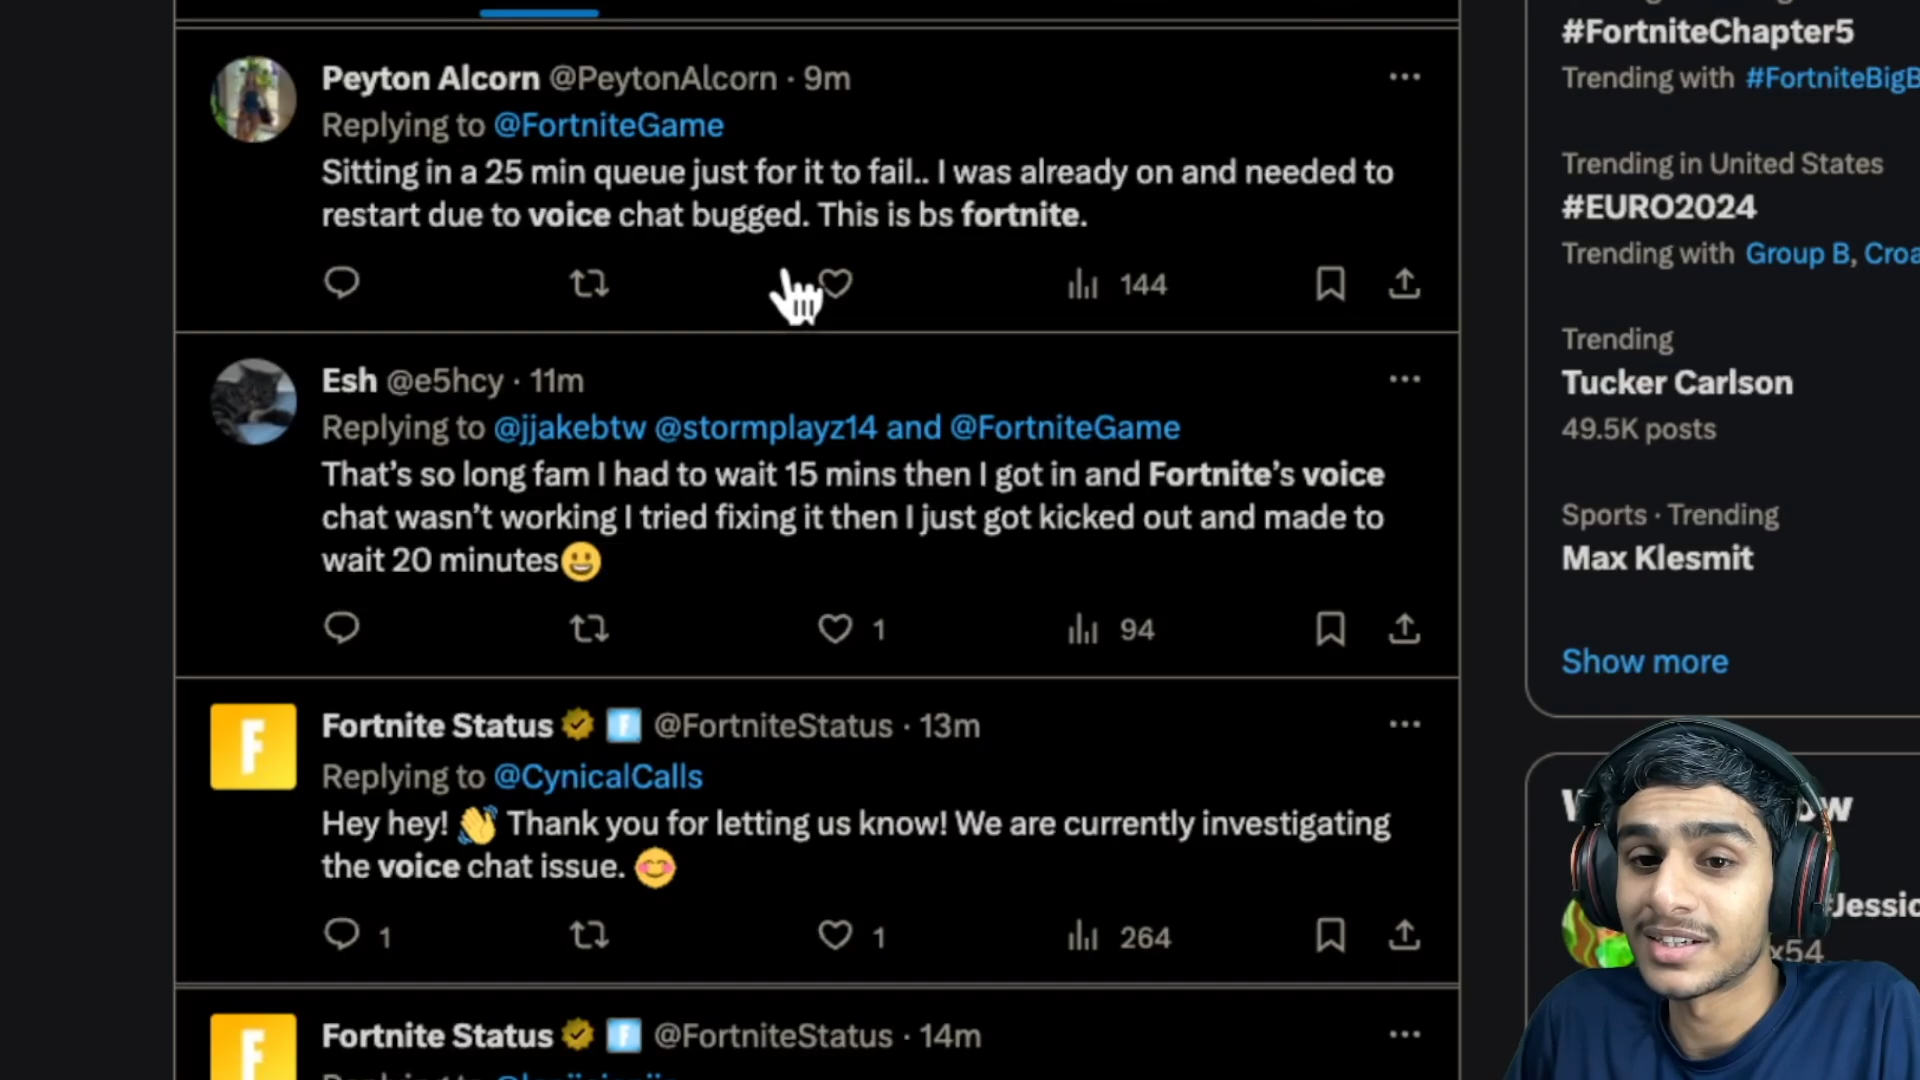 Peyton Alcorn @PeytonAlcorn · 9m
Replying to @FortniteGame
Sitting in a 25 min queue just for it to fail.. I was already on and needed to
restart due to voice chat bugged. This is bs fortnite.
144
Esh @e5hcy · 11m
Replying to @jjakebtw @stormplayz14 and @FortniteGame
That's so long fam I had to wait 15 mins then I got in and Fortnite's voice
chat wasn't working I tried fixing it then I just got kicked out and made to
wait 20 minutes😀
1 94
Fortnite Status @FortniteStatus · 13m
Replying to @CynicalCalls
Hey hey! 👋 Thank you for letting us know! We are currently investigating
the voice chat issue. 😊
1 1 264
Fortnite Status @FortniteStatus · 14m
#FortniteChapter5
Trending with #FortniteBigB
Trending in United States
#EURO2024
Trending with Group B, Croa
Trending
Tucker Carlson
49.5K posts
Sports · Trending
Max Klesmit
Show more
Jessic
x54